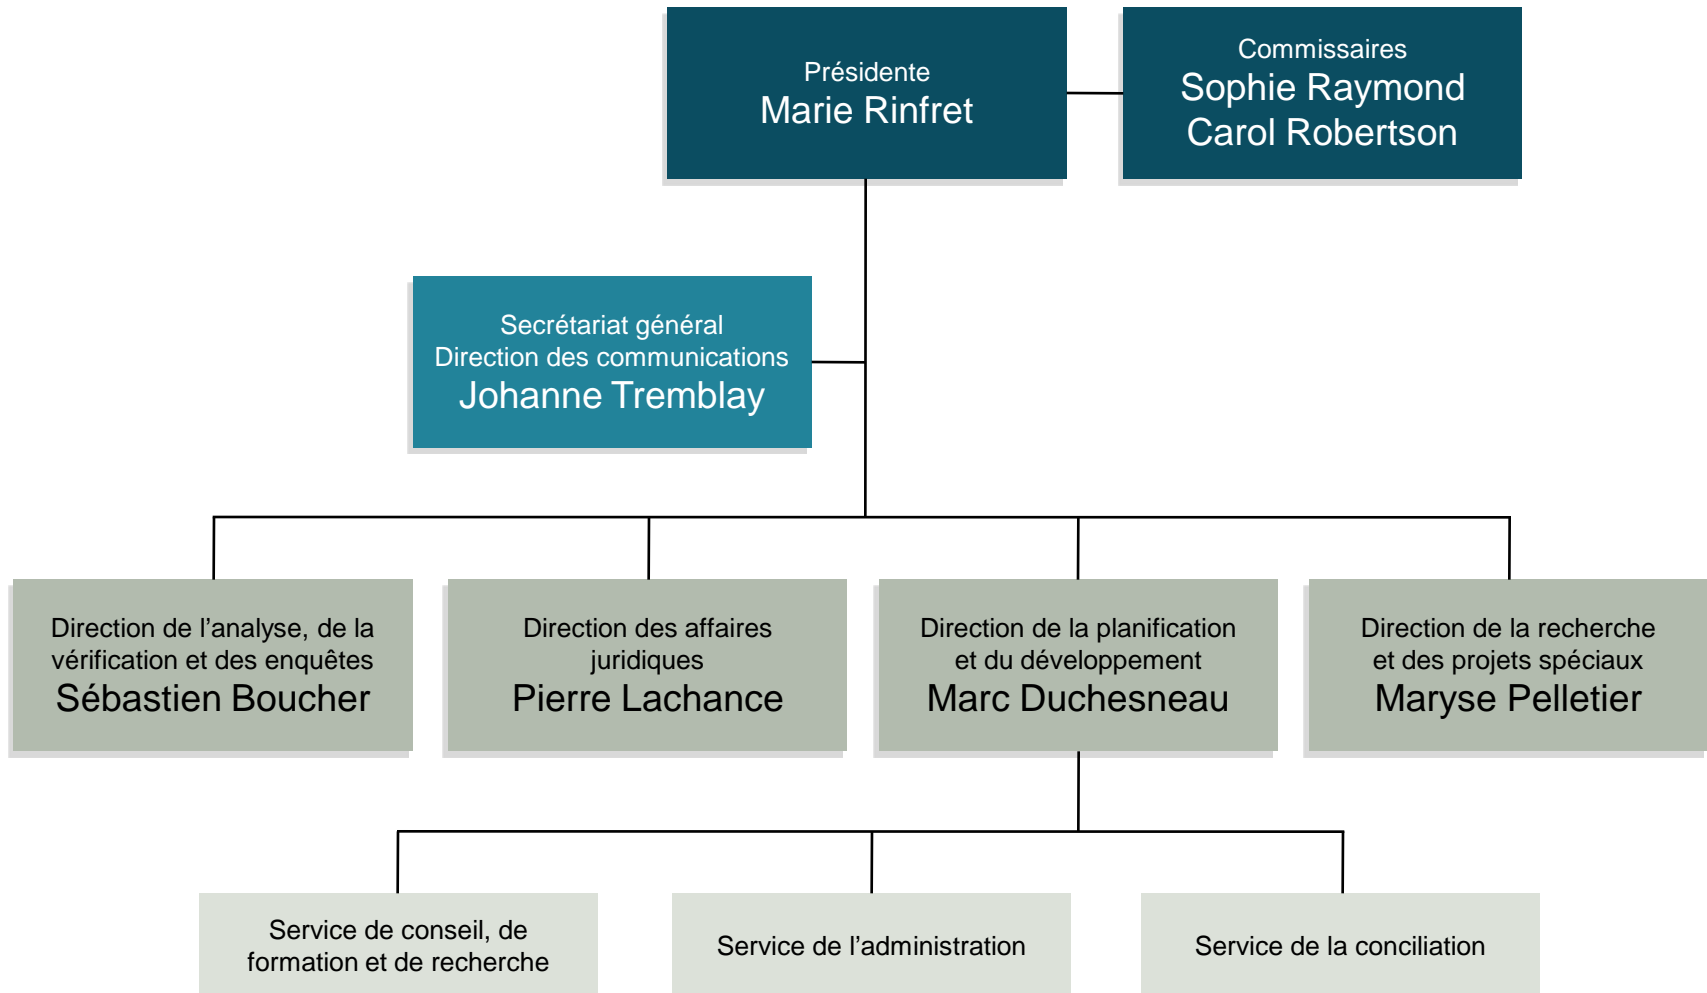 Présidente
Marie Rinfret
Commissaires
Sophie Raymond
Carol Robertson
Secrétariat général
Direction des communications
Johanne Tremblay
Direction de l’analyse, de la
vérification et des enquêtes
Sébastien Boucher
Direction des affaires
juridiques
Pierre Lachance
Direction de la planification
et du développement
Marc Duchesneau
Direction de la recherche
et des projets spéciaux
Maryse Pelletier
Service de conseil, de
formation et de recherche
Service de l’administration
Service de la conciliation